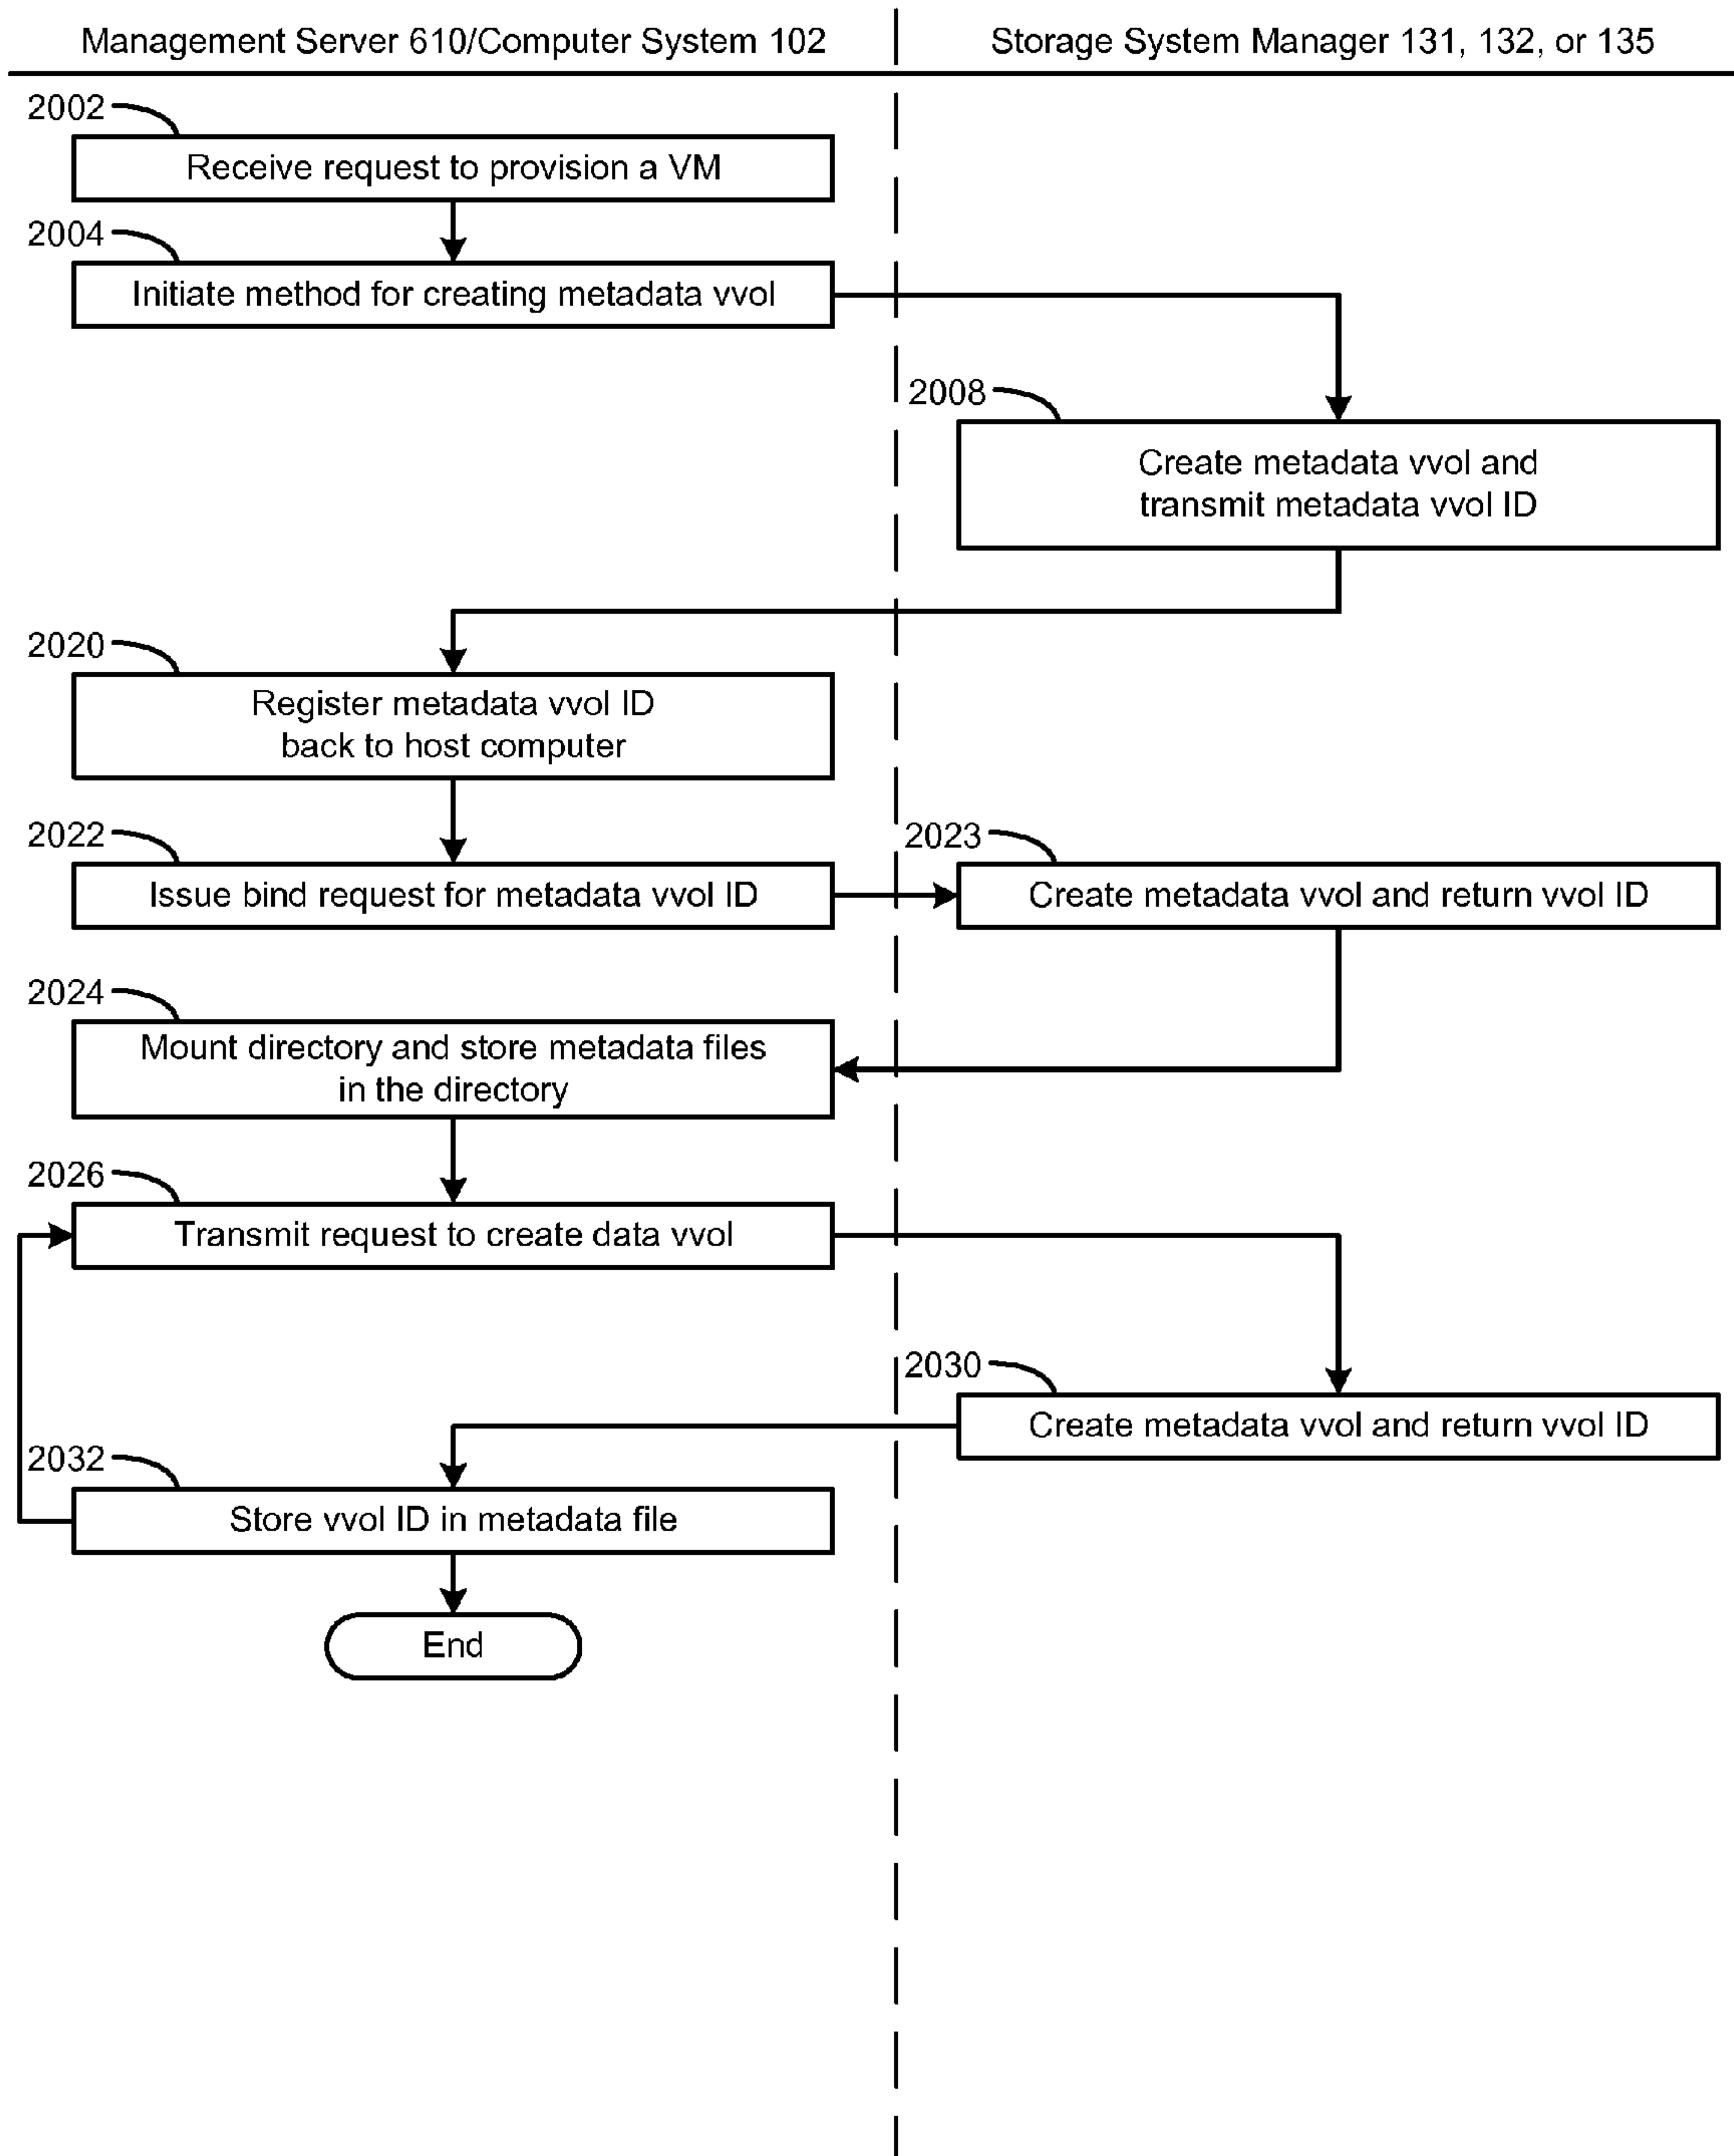 Management Server 610/Computer System 102
Storage System Manager 131, 132, or 135
2002
Receive request to provision a VM
2004
Initiate method for creating metadata vvol
2008
Create metadata vvol and
transmit metadata vvol ID
2020
Register metadata vvol ID
back to host computer
2022
Issue bind request for metadata vvol ID
2023
Create metadata vvol and return vvol ID
2024
Mount directory and store metadata files
in the directory
2026
Transmit request to create data vvol
2030
Create metadata vvol and return vvol ID
2032
Store vvol ID in metadata file
End